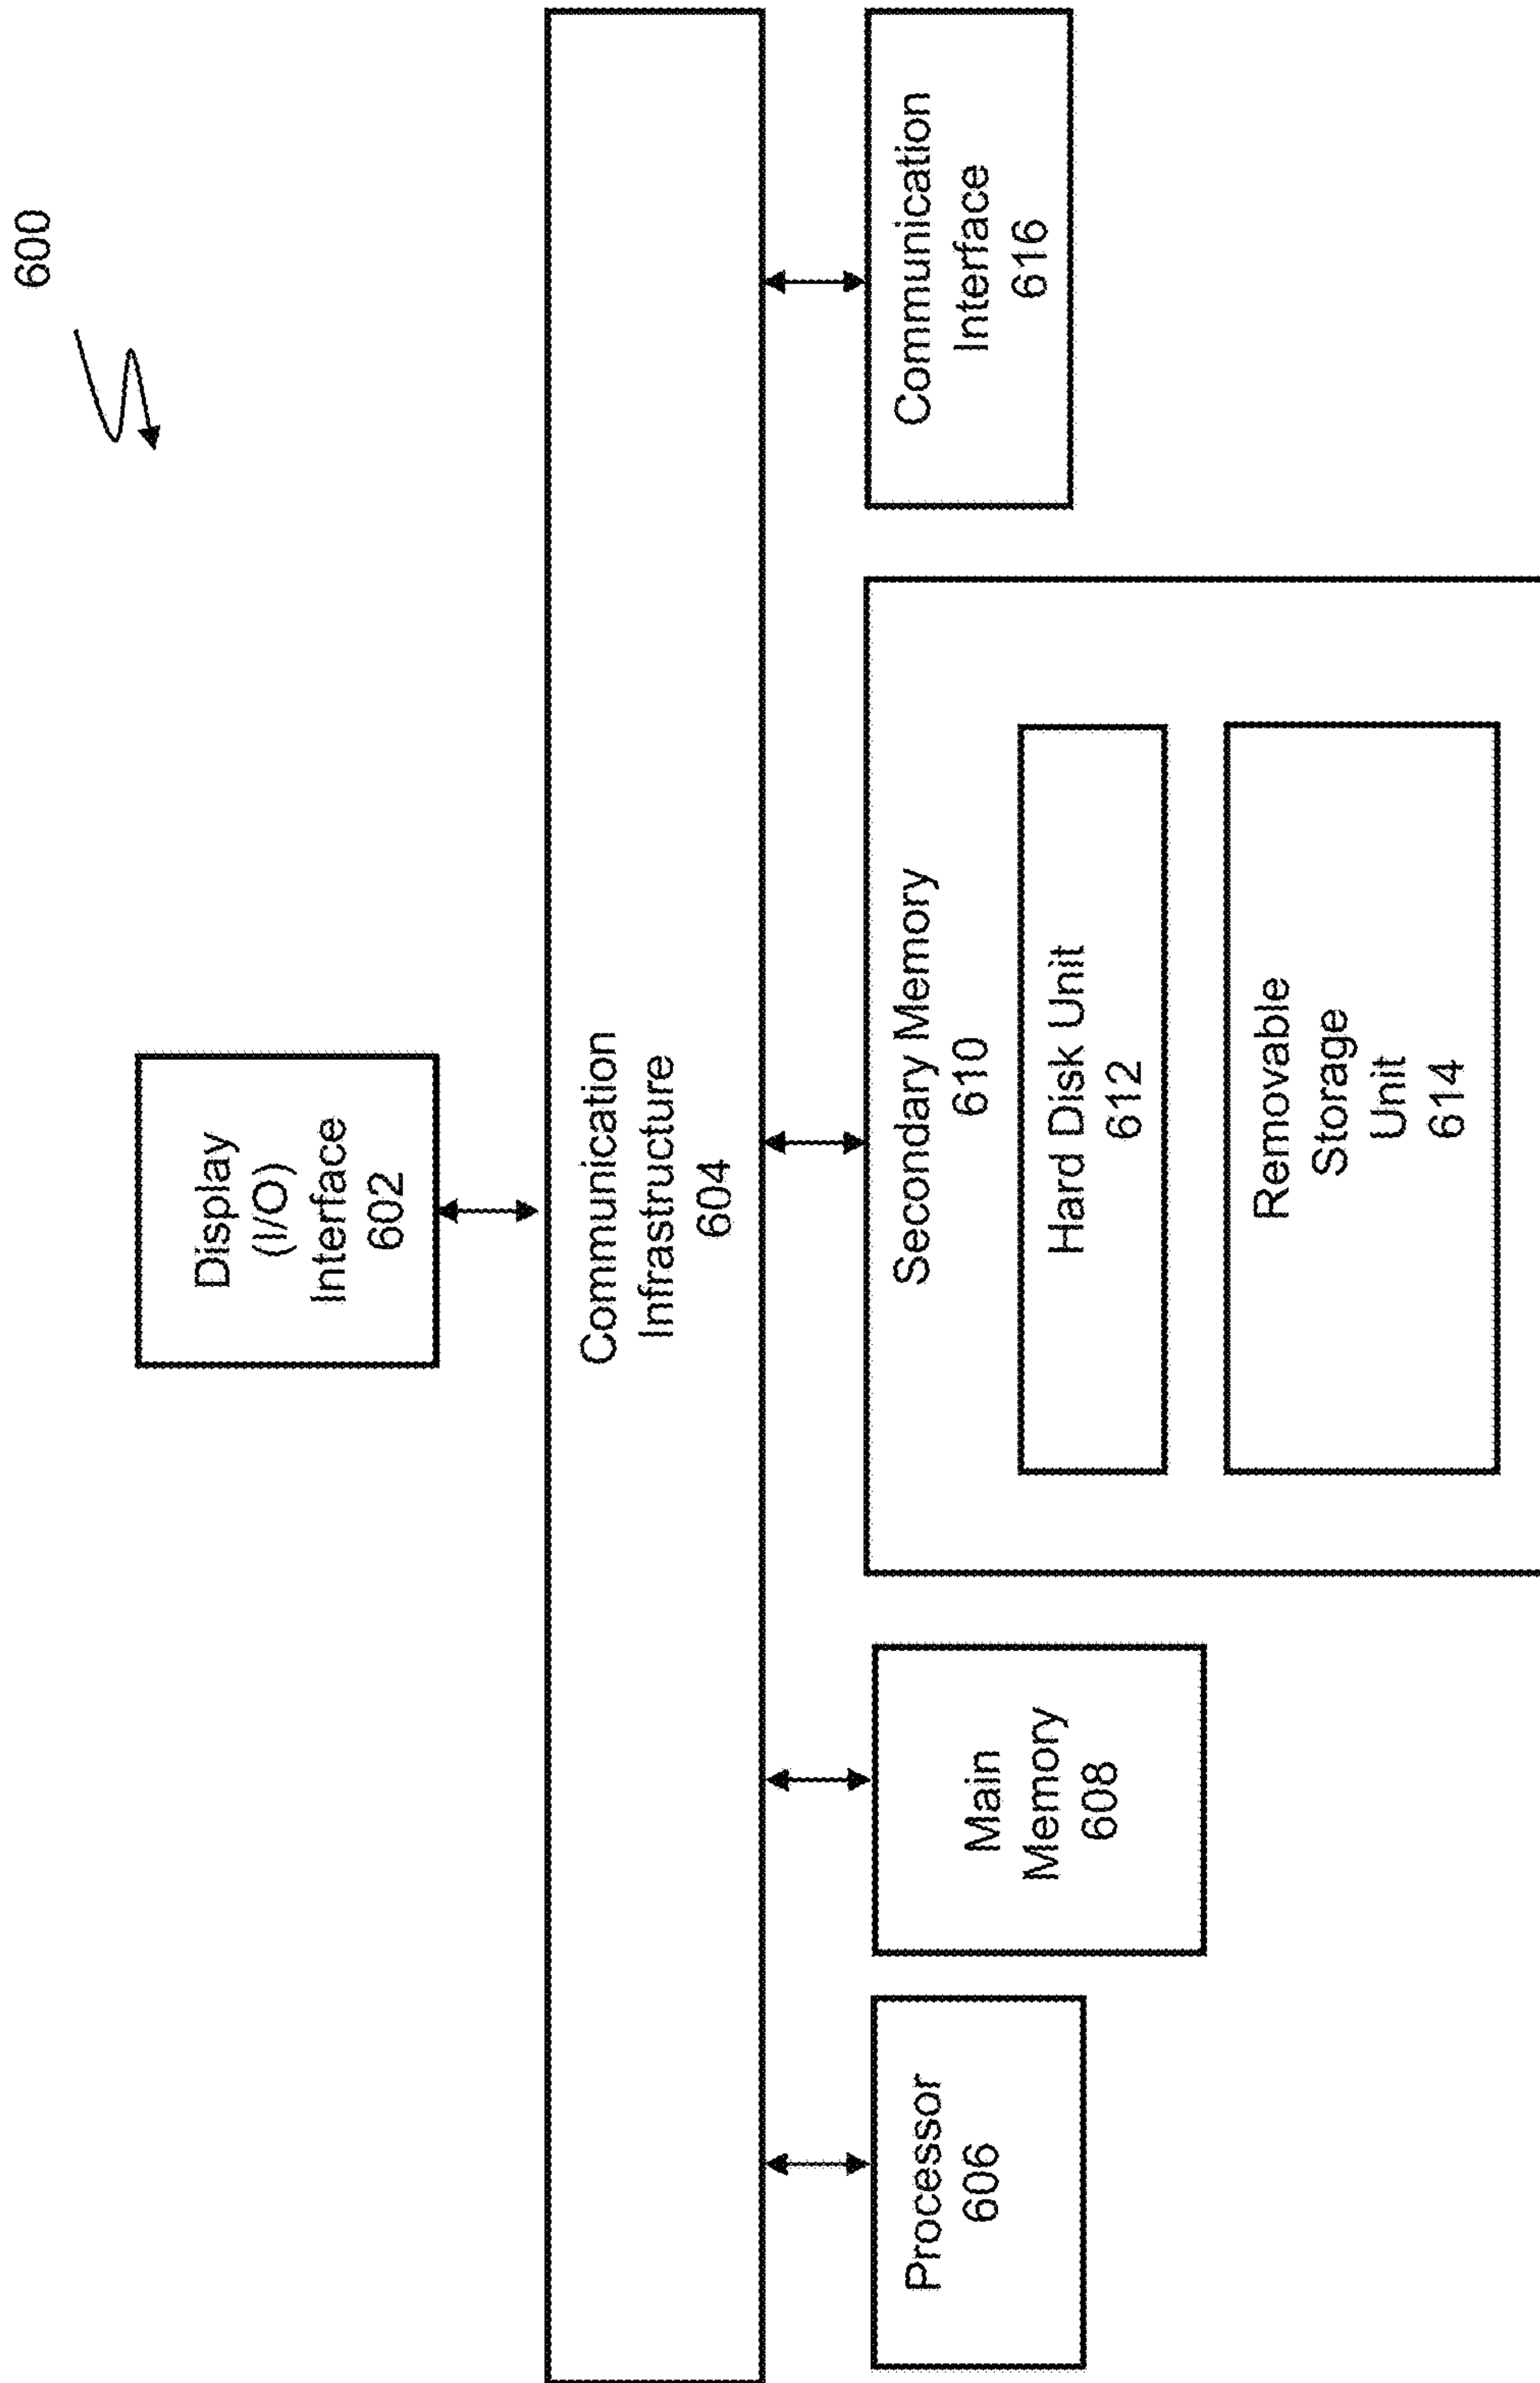 600
Display
(I/O)
Interface
602
Communication
Infrastructure
604
Processor
606
Main
Memory
608
Secondary Memory
610
Hard Disk Unit
612
Removable
Storage
Unit
614
Communication
Interface
616